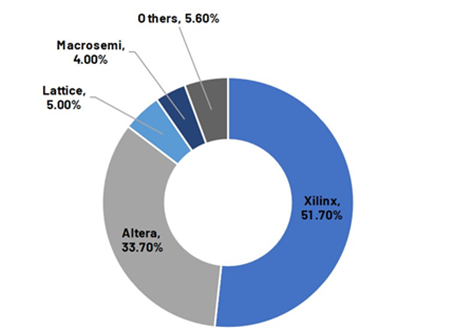 Others, 5.60%
Macrosemi,
4.00%
Lattice,
5.00%
Xilinx,
51.70%
Altera,
33.70%